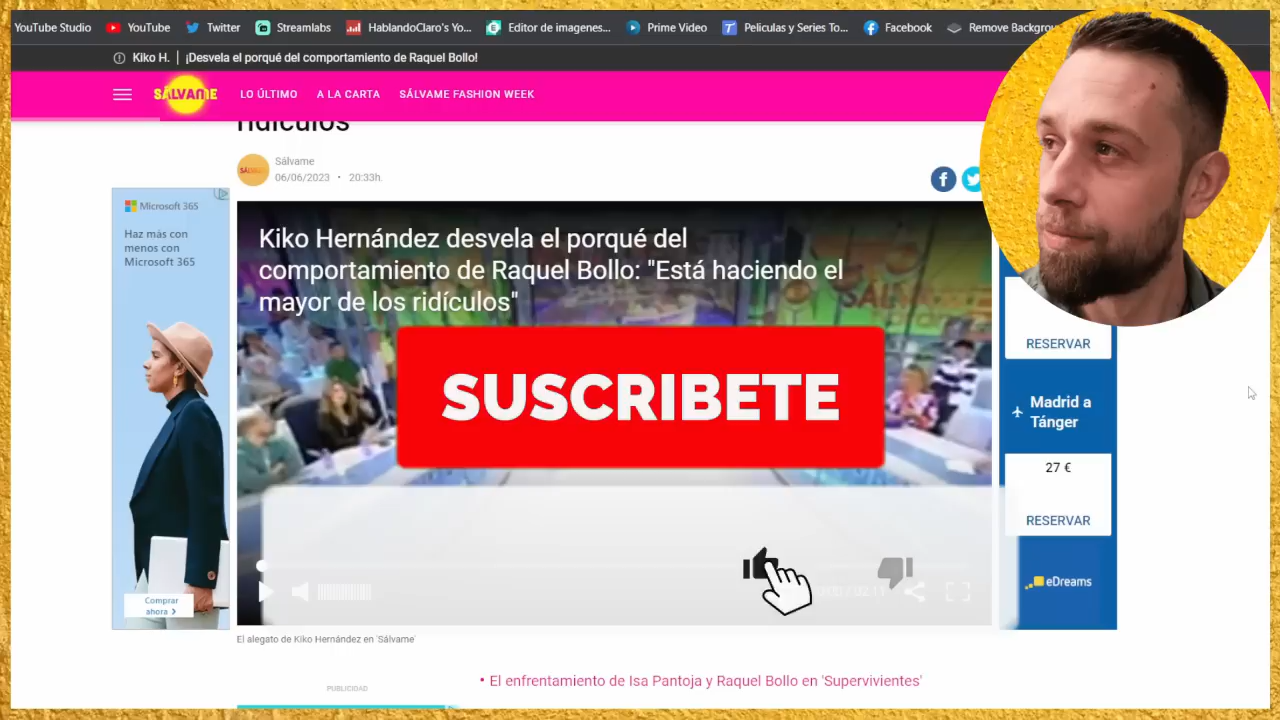 YouTube Studio
YouTube
Twitter
Streamlabs
HablandoClaro's Yo...
Editor de imagenes...
Prime Video
Peliculas y Series To...
Facebook
Remove
Kiko H. | ¡Desvela el porqué del comportamiento de Raquel Bollo!
SÁLVAME
LO ÚLTIMO
A LA CARTA
SÁLVAME FASHION WEEK
ridículos
Sálvame
06/06/2023 • 20:33h.
Microsoft 365
Haz más con
menos con
Microsoft 365
Comprar
ahora >
Kiko Hernández desvela el porqué del
comportamiento de Raquel Bollo: "Está haciendo el
mayor de los ridículos"
SUSCRIBETE
RESERVAR
Madrid a
Tánger
27 €
RESERVAR
eDreams
El alegato de Kiko Hernández en 'Sálvame'
PUBLICIDAD
• El enfrentamiento de Isa Pantoja y Raquel Bollo en 'Supervivientes'